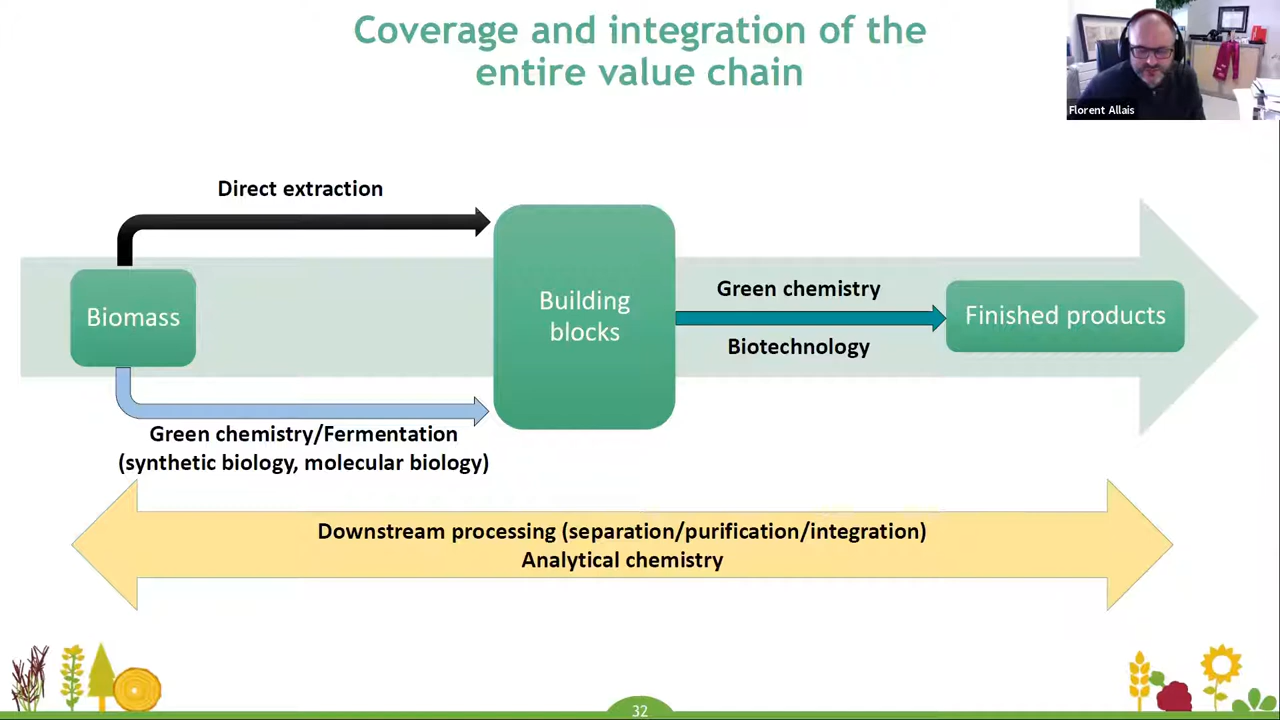 Coverage and integration of the
entire value chain
Florent Allais
Direct extraction
Biomass
Building
blocks
Green chemistry
Biotechnology
Finished products
Green chemistry/Fermentation
(synthetic biology, molecular biology)
Downstream processing (separation/purification/integration)
Analytical chemistry
32